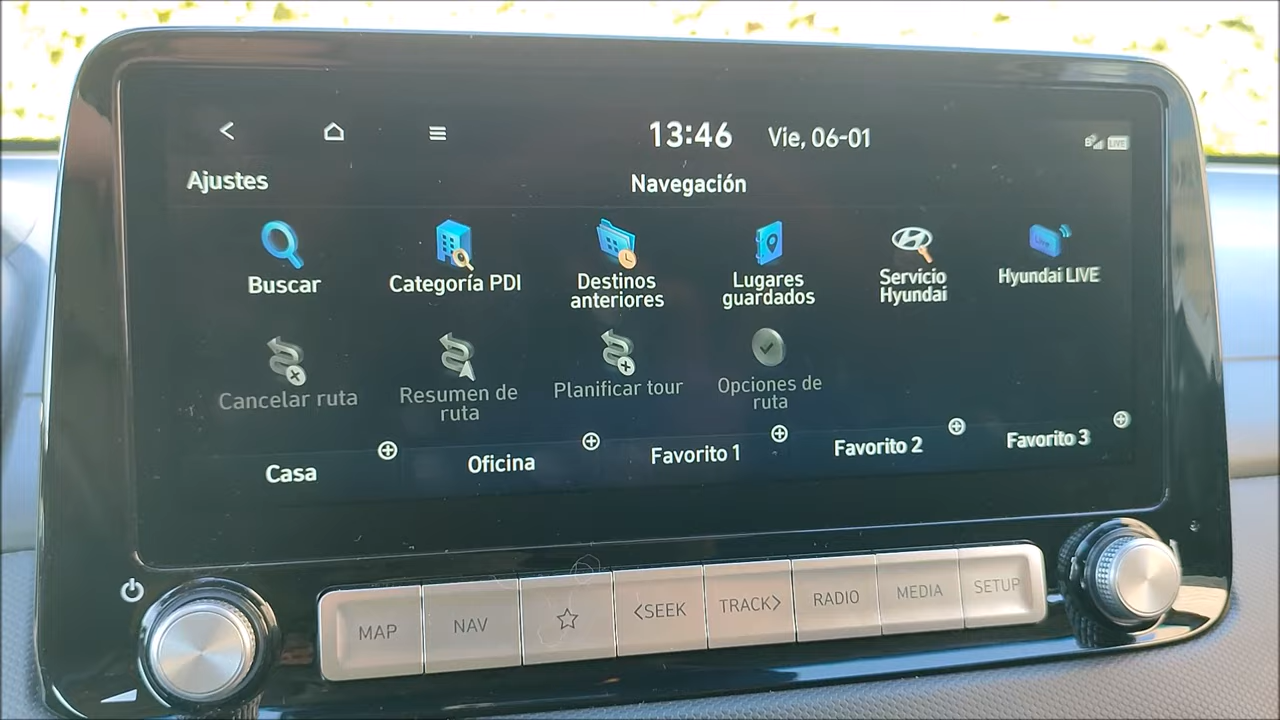 13:46 Vie, 06-01
LIVE
Ajustes
Navegación
Buscar
Categoría PDI
Destinos
anteriores
Lugares
guardados
Servicio
Hyundai
Live
Hyundai LIVE
Cancelar ruta
Resumen de
ruta
Planificar tour
Opciones de
ruta
Casa
Oficina
Favorito 1
Favorito 2
Favorito 3
MAP
NAV
<SEEK
TRACK>
RADIO
MEDIA
SETUP